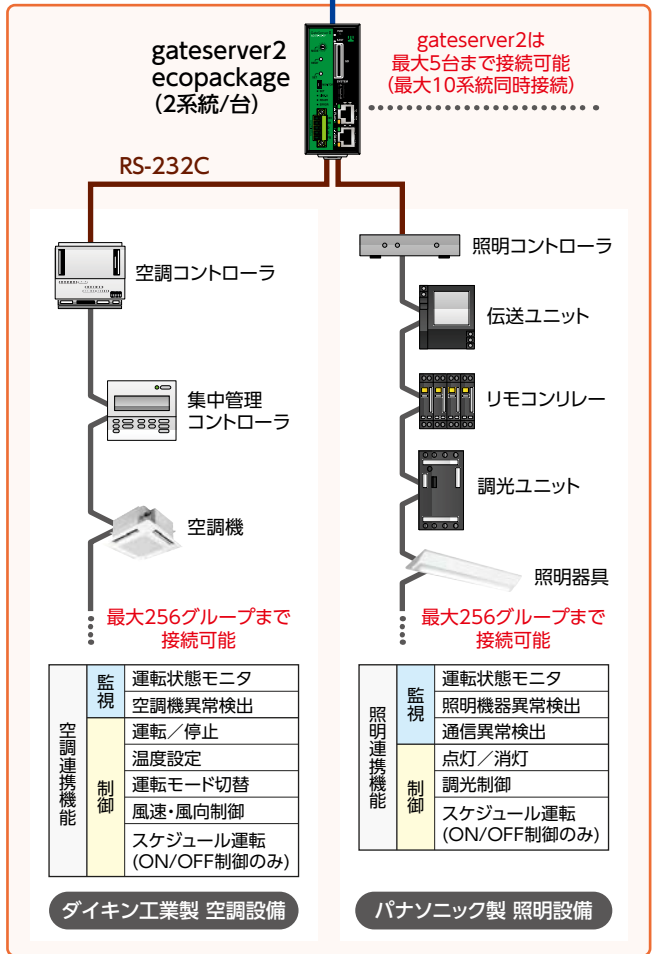 gateserver2
ecopackage
(2系統/台)
gateserver2は
最大5台まで接続可能
(最大10系統同時接続)
RS-232C
空調コントローラ
集中管理
コントローラ
空調機
最大256グループまで
接続可能
空調連携機能
監視
運転状態モニタ
空調機異常検出
制御
運転／停止
温度設定
運転モード切替
風速・風向制御
スケジュール運転
(ON/OFF制御のみ)
ダイキン工業製 空調設備
照明コントローラ
伝送ユニット
リモコンリレー
調光ユニット
照明器具
最大256グループまで
接続可能
照明連携機能
監視
運転状態モニタ
照明機器異常検出
通信異常検出
制御
点灯／消灯
調光制御
スケジュール運転
(ON/OFF制御のみ)
パナソニック製 照明設備